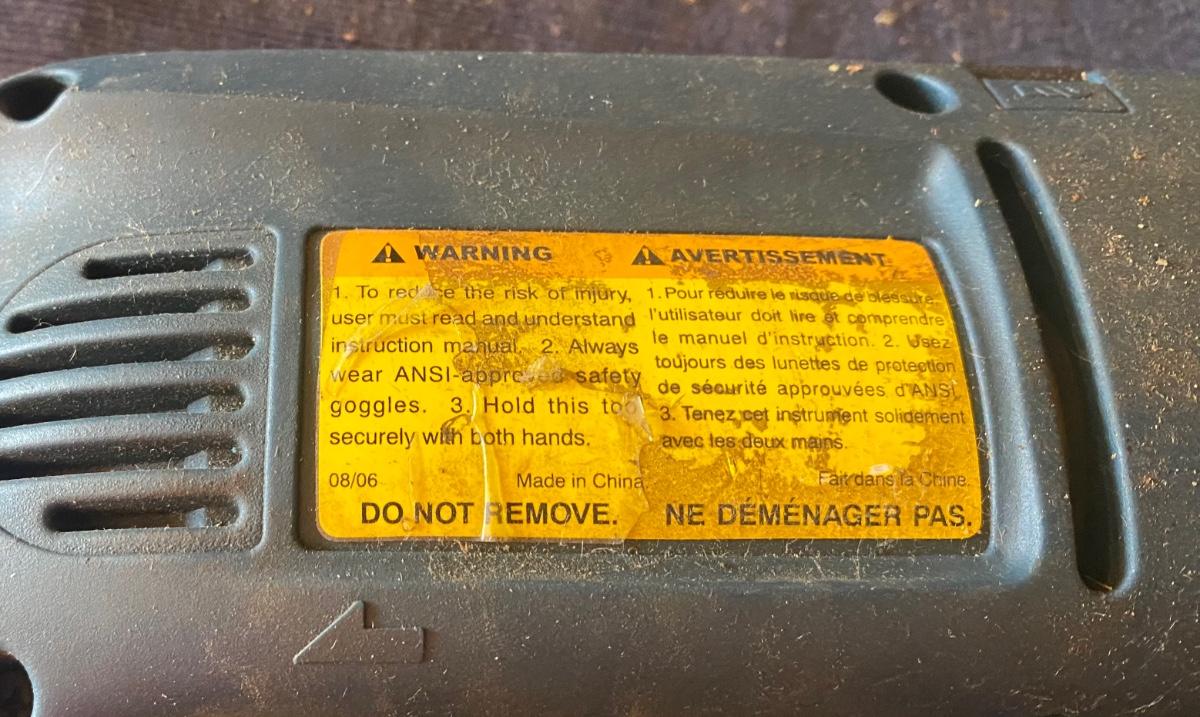 WARNING
1. To reduce the risk of injury,
user must read and understand
instruction manual. 2. Always
wear ANSI-approved safety
goggles. 3. Hold this tool
securely with both hands.
08/06 Made in China
DO NOT REMOVE.
AVERTISSEMENT
1. Pour réduire le risque de blessure,
l'utilisateur doit lire et comprendre
le manuel d'instruction. 2. Usez
toujours des lunettes de protection
de sécurité approuvées d'ANSI.
3. Tenez cet instrument solidement
avec les deux mains.
Fait dans la Chine.
NE DÉMÉNAGER PAS.